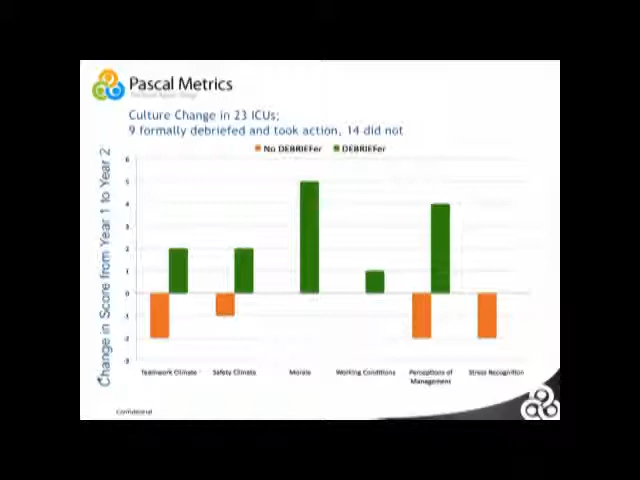 Pascal Metrics
Culture Change in 23 ICUs;
9 formally debriefed and took action, 14 did not
No DEBRIEFer DEBRIEFer
Change in Score from Year 1 to Year 2
6
5
4
3
2
1
0
-1
-2
-3
Teamwork Climate
Safety Climate
Morale
Working Conditions
Perceptions of
Management
Stress Recognition
Confidential